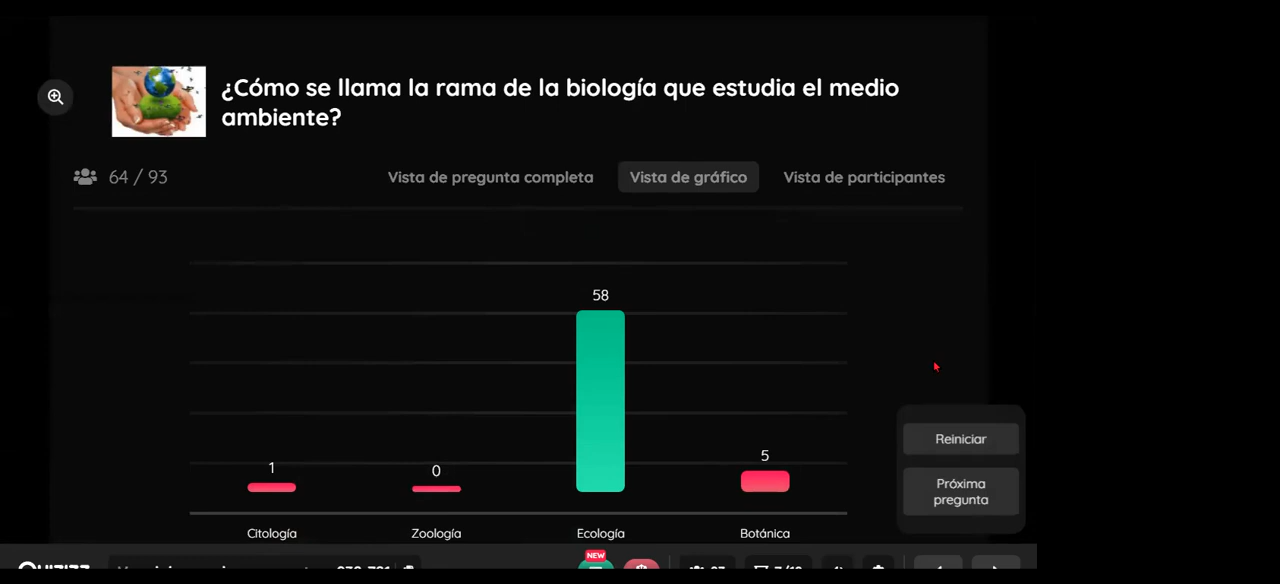 ¿Cómo se llama la rama de la biología que estudia el medio
ambiente?
64 / 93
Vista de pregunta completa
Vista de gráfico
Vista de participantes
58
1
0
5
Reiniciar
Próxima
pregunta
Citología
Zoología
Ecología
Botánica
NEW